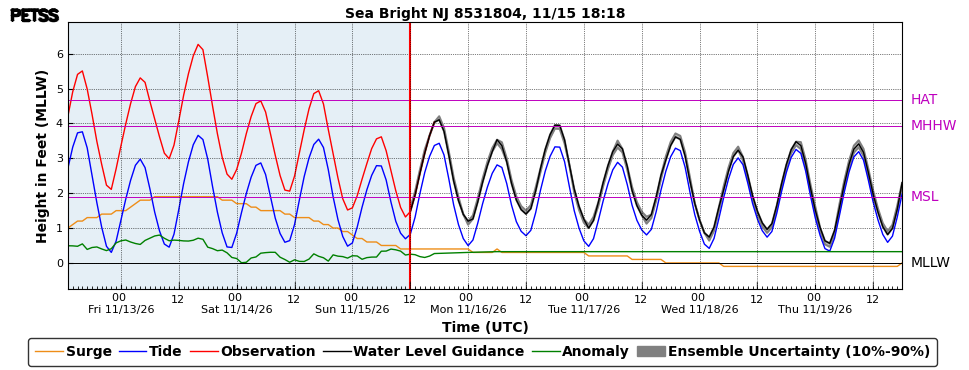 PETSS
Sea Bright NJ 8531804, 11/15 18:18
Height in Feet (MLLW)
6
5
4
3
2
1
0
HAT
MHHW
MSL
MLLW
00 12 00 12 00 12 00 12 00 12 00 12 00 12
Fri 11/13/26 Sat 11/14/26 Sun 11/15/26 Mon 11/16/26 Tue 11/17/26 Wed 11/18/26 Thu 11/19/26
Time (UTC)
Surge Tide Observation Water Level Guidance Anomaly Ensemble Uncertainty (10%-90%)